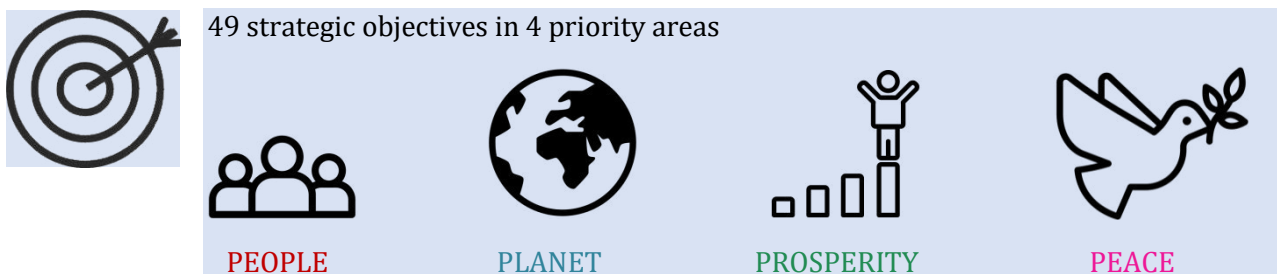 49 strategic objectives in 4 priority areas
PEOPLE PLANET PROSPERITY PEACE